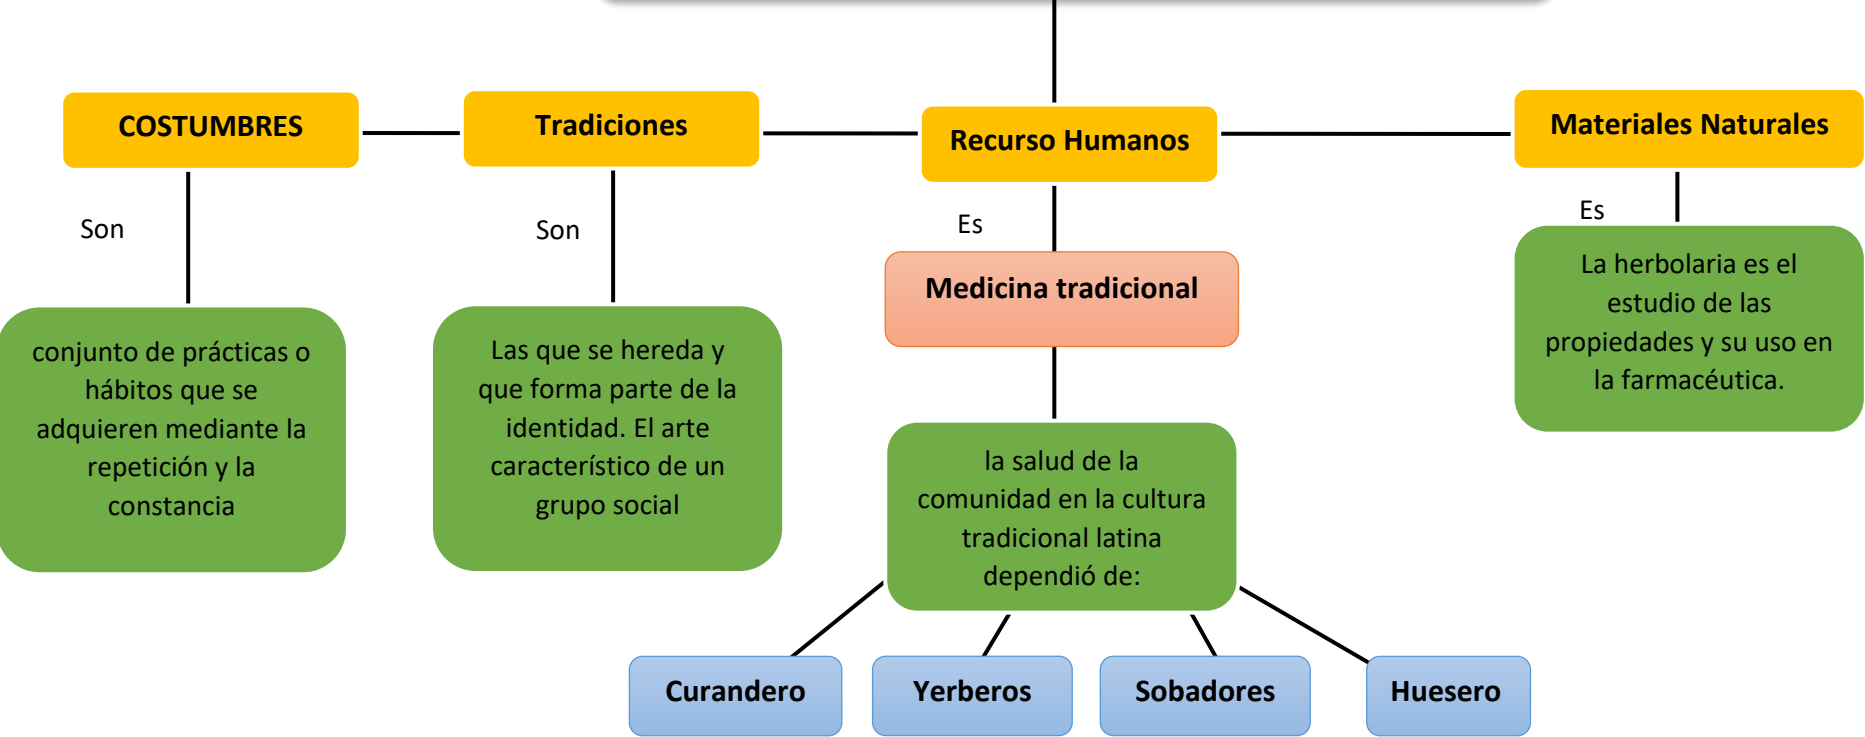 COSTUMBRES
Tradiciones
Recurso Humanos
Materiales Naturales
Son
Son
Es
Es
conjunto de prácticas o
hábitos que se
adquieren mediante la
repetición y la
constancia
Las que se hereda y
que forma parte de la
identidad. El arte
característico de un
grupo social
Medicina tradicional
la salud de la
comunidad en la cultura
tradicional latina
dependió de:
La herbolaria es el
estudio de las
propiedades y su uso en
la farmacéutica.
Curandero
Yerberos
Sobadores
Huesero